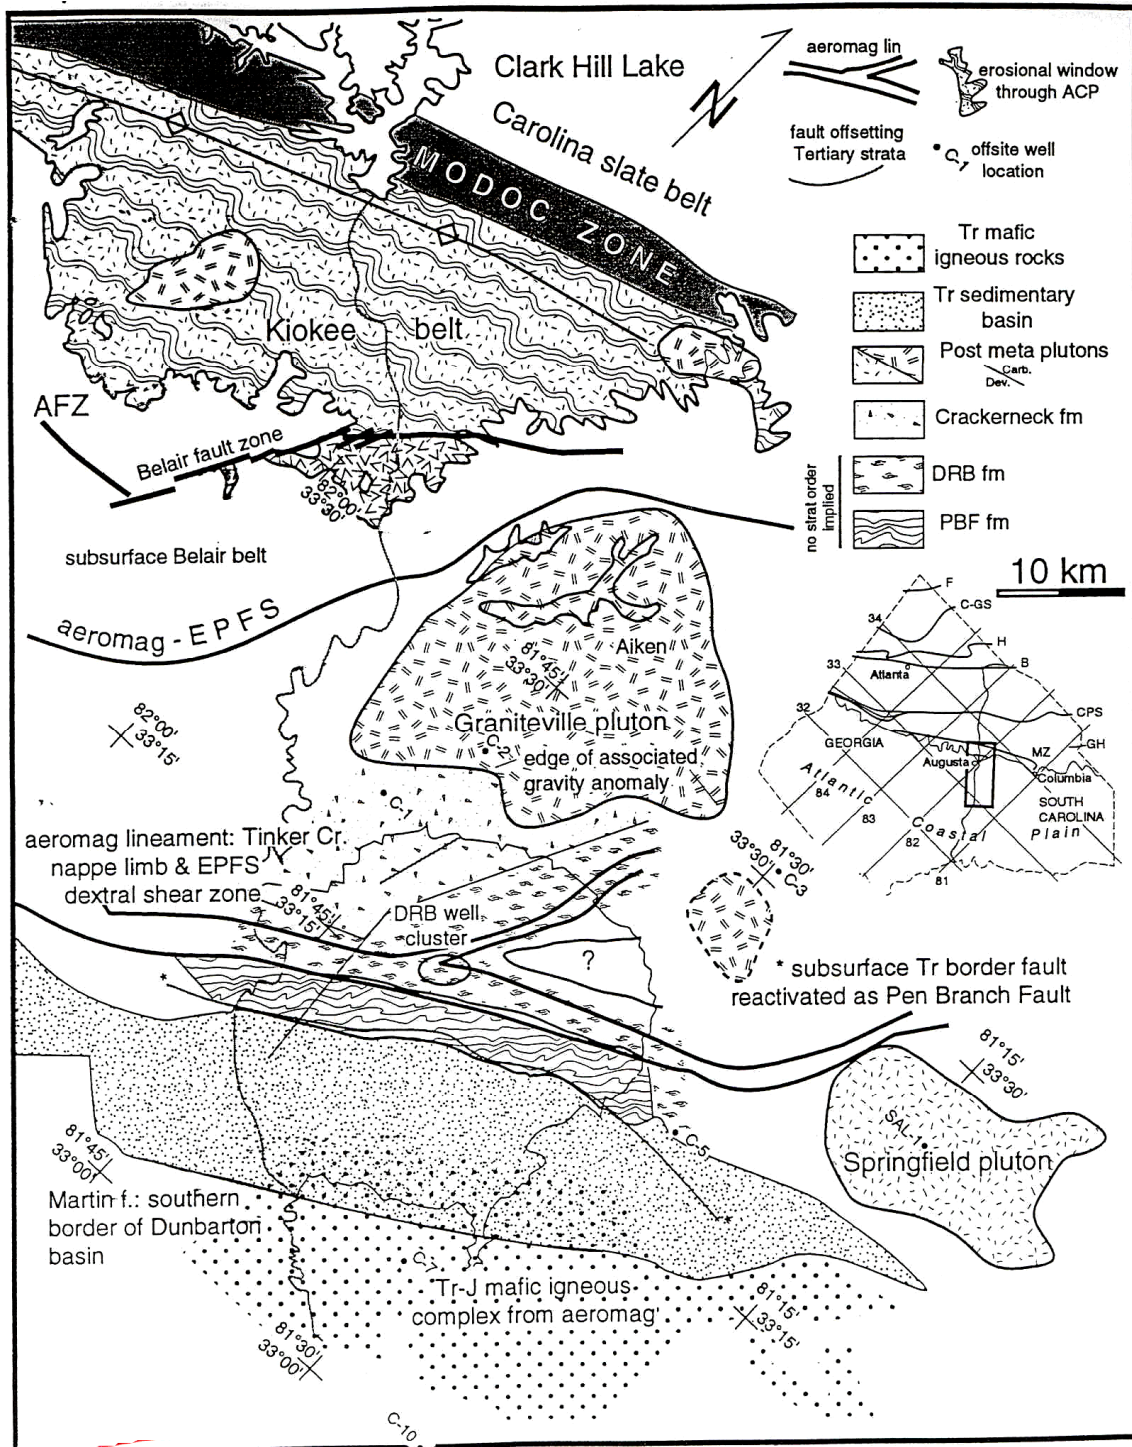 Clark Hill Lake
N
aeromag lin
erosional window
through ACP
fault offsetting
Tertiary strata
C-1
offsite well
location
Carolina slate belt
MODOC ZONE
Tr mafic
igneous rocks
Tr sedimentary
basin
Post meta plutons
Carb.
Dev.
Crackerneck fm
DRB fm
PBF fm
no strat order
Implied
10 km
Kiokee belt
AFZ
Belair fault zone
82°00'
33°30'
subsurface Belair belt
aeromag - EPFS
Aiken
81°45'
33°30'
Graniteville pluton
C-2
edge of associated
gravity anomaly
82°00'
33°15'
C-1
F
C-GS
34
H
33
Atlanta
B
32
CPS
GEORGIA
MZ
GH
Augusta
Columbia
Atlantic
84
SOUTH
CAROLINA
83
Coastal
Plain
82
81
aeromag lineament: Tinker Cr.
nappe limb & EPFS
dextral shear zone
81°45'
33°15'
DRB well
cluster
?
81°30'
33°30'
C-3
* subsurface Tr border fault
reactivated as Pen Branch Fault
*
81°15'
33°30'
SAL-1
Springfield pluton
C-5
*
81°45'
33°00'
Martin f.: southern
border of Dunbarton
basin
C-7
Tr-J mafic igneous
complex from aeromag
81°15'
33°15'
81°30'
33°00'
C-10